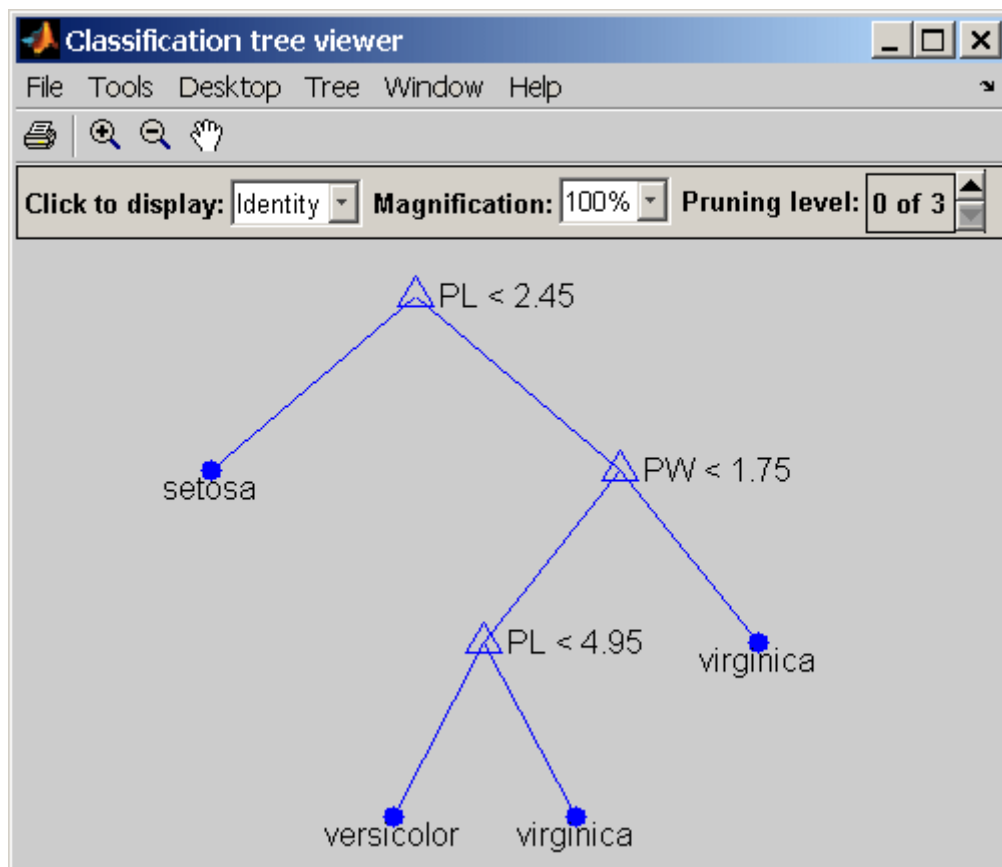 Classification tree viewer
File Tools Desktop Tree Window Help
Click to display: Identity Magnification: 100% Pruning level: 0 of 3
PL < 2.45
setosa
PW < 1.75
PL < 4.95
virginica
versicolor virginica